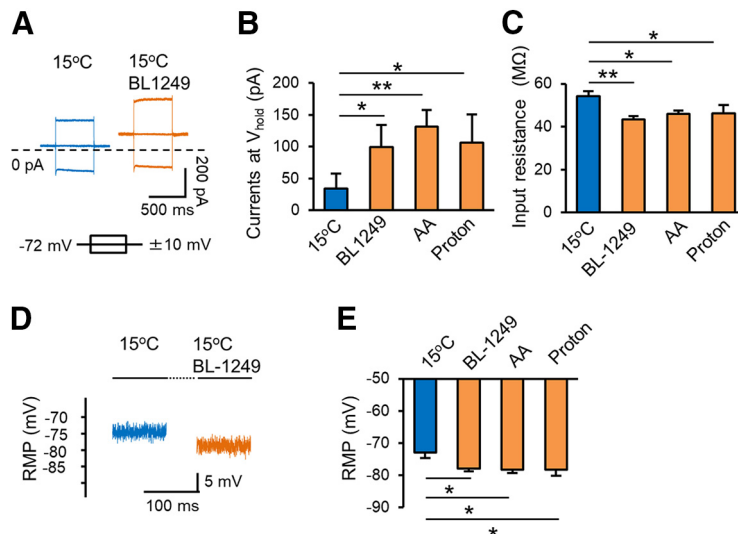 A
15°C
15°C
BL1249
0 pA
200 pA
500 ms
-72 mV
±10 mV
B
Currents at Vhold (pA)
200
150
100
50
0
*
**
*
15°C
BL1249
AA
Proton
C
Input resistance (MΩ)
60
40
20
0
*
*
**
15°C
BL-1249
AA
Proton
D
15°C
15°C
BL-1249
RMP (mV)
-70
-75
-80
-85
5 mV
100 ms
E
15°C
BL-1249
AA
Proton
RMP (mV)
-50
-60
-70
-80
-90
*
*
*